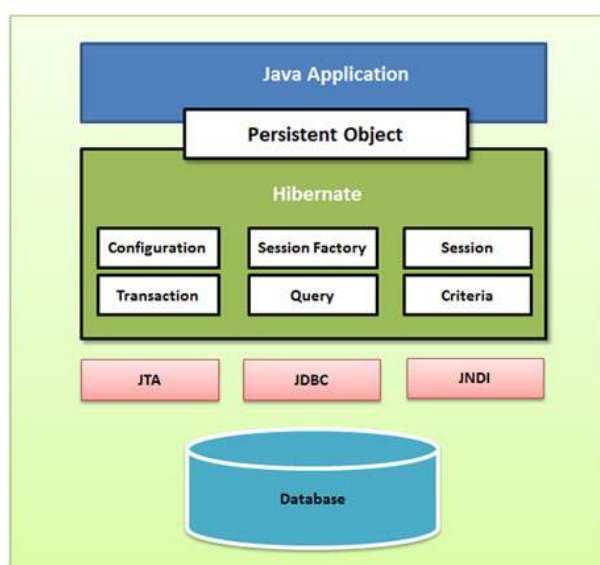 Java Application
Persistent Object
Hibernate
Configuration
Session Factory
Session
Transaction
Query
Criteria
JTA
JDBC
JNDI
Database